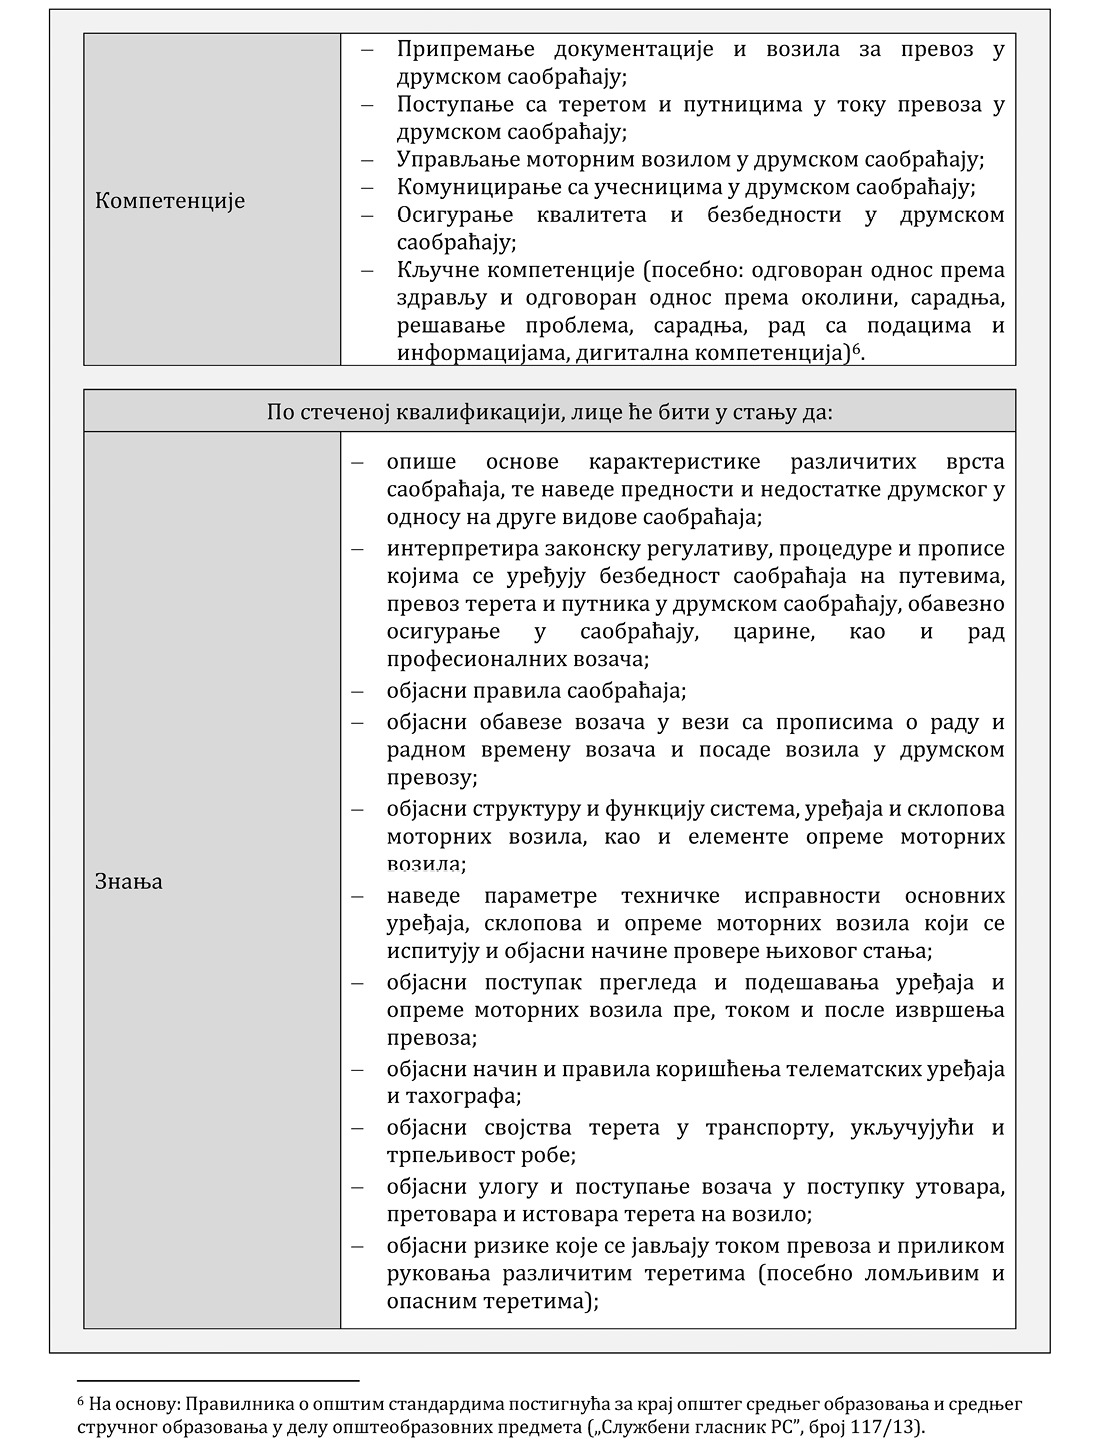 Компетенције
– Припремање документације и возила за превоз у
друмском саобраћају;
– Поступање са теретом и путницима у току превоза у
друмском саобраћају;
– Управљање моторним возилом у друмском саобраћају;
– Комуницирање са учесницима у друмском саобраћају;
– Осигурање квалитета и безбедности у друмском
саобраћају;
– Кључне компетенције (посебно: одговоран однос према
здрављу и одговоран однос према околини, сарадња,
решавање проблема, сарадња, рад са подацима и
информацијама, дигитална компетенција)⁶.
По стеченој квалификацији, лице ће бити у стању да:
Знања
– опише основе карактеристике различитих врста
саобраћаја, те наведе предности и недостатке друмског у
односу на друге видове саобраћаја;
– интерпретира законску регулативу, процедуре и прописе
којима се уређују безбедност саобраћаја на путевима,
превоз терета и путника у друмском саобраћају, обавезно
осигурање у саобраћају, царине, као и рад
професионалних возача;
– објасни правила саобраћаја;
– објасни обавезе возача у вези са прописима о раду и
радном времену возача и посаде возила у друмском
превозу;
– објасни структуру и функцију система, уређаја и склопова
моторних возила, као и елементе опреме моторних
возила;
– наведе параметре техничке исправности основних
уређаја, склопова и опреме моторних возила који се
испитују и објасни начине провере њиховог стања;
– објасни поступак прегледа и подешавања уређаја и
опреме моторних возила пре, током и после извршења
превоза;
– објасни начин и правила коришћења телематских уређаја
и тахографа;
– објасни својства терета у транспорту, укључујући и
трпељивост робе;
– објасни улогу и поступање возача у поступку утовара,
претовара и истовара терета на возило;
– објасни ризике које се јављају током превоза и приликом
руковања различитим теретима (посебно ломљивим и
опасним теретима);
⁶ На основу: Правилника о општим стандардима постигнућа за крај општег средњег образовања и средњег
стручног образовања у делу општеобразовних предмета („Службени гласник РС”, број 117/13).